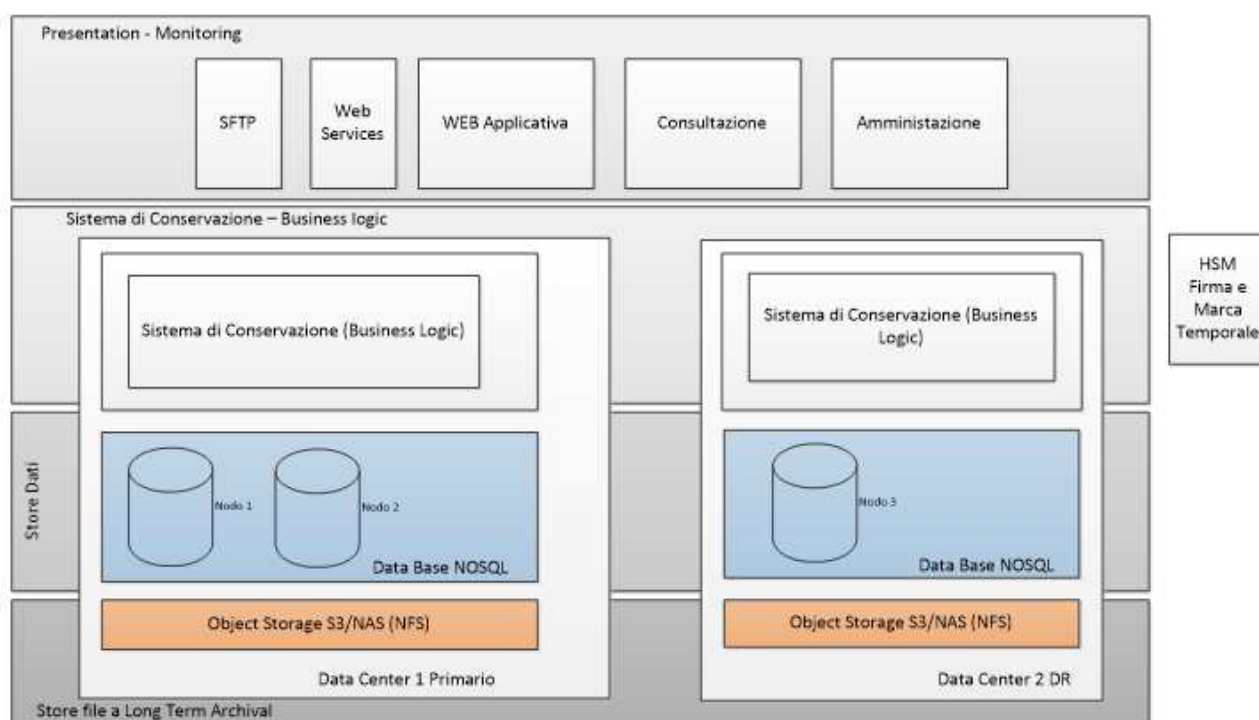 Presentation - Monitoring
SFTP
Web
Services
WEB Applicativa
Consultazione
Amministazione
Sistema di Conservazione – Business logic
Sistema di Conservazione (Business Logic)
Sistema di Conservazione (Business
Logic)
HSM
Firma e
Marca
Temporale
Store Dati
Nodo 1
Nodo 2
Data Base NOSQL
Nodo 3
Data Base NOSQL
Object Storage S3/NAS (NFS)
Object Storage S3/NAS (NFS)
Data Center 1 Primario
Data Center 2 DR
Store file a Long Term Archival